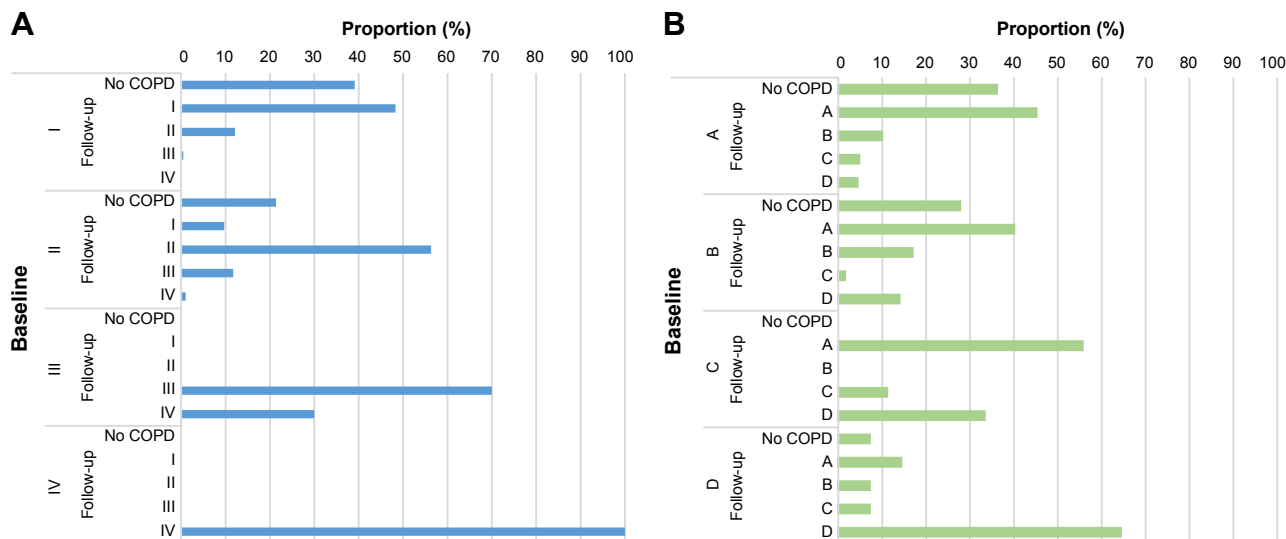 A
Proportion (%)
0 10 20 30 40 50 60 70 80 90 100
Baseline
I
Follow-up
No COPD
I
II
III
IV
II
Follow-up
No COPD
I
II
III
IV
III
Follow-up
No COPD
I
II
III
IV
IV
Follow-up
No COPD
I
II
III
IV
B
Proportion (%)
0 10 20 30 40 50 60 70 80 90 100
Baseline
A
Follow-up
No COPD
A
B
C
D
B
Follow-up
No COPD
A
B
C
D
C
Follow-up
No COPD
A
B
C
D
D
Follow-up
No COPD
A
B
C
D